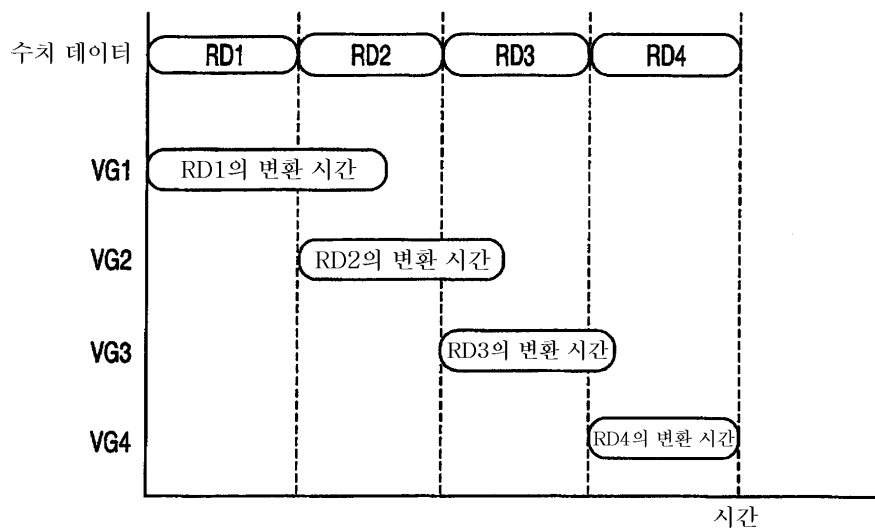 수치 데이터 RD1 RD2 RD3 RD4
VG1 RD1의 변환 시간
VG2 RD2의 변환 시간
VG3 RD3의 변환 시간
VG4 RD4의 변환 시간
시간